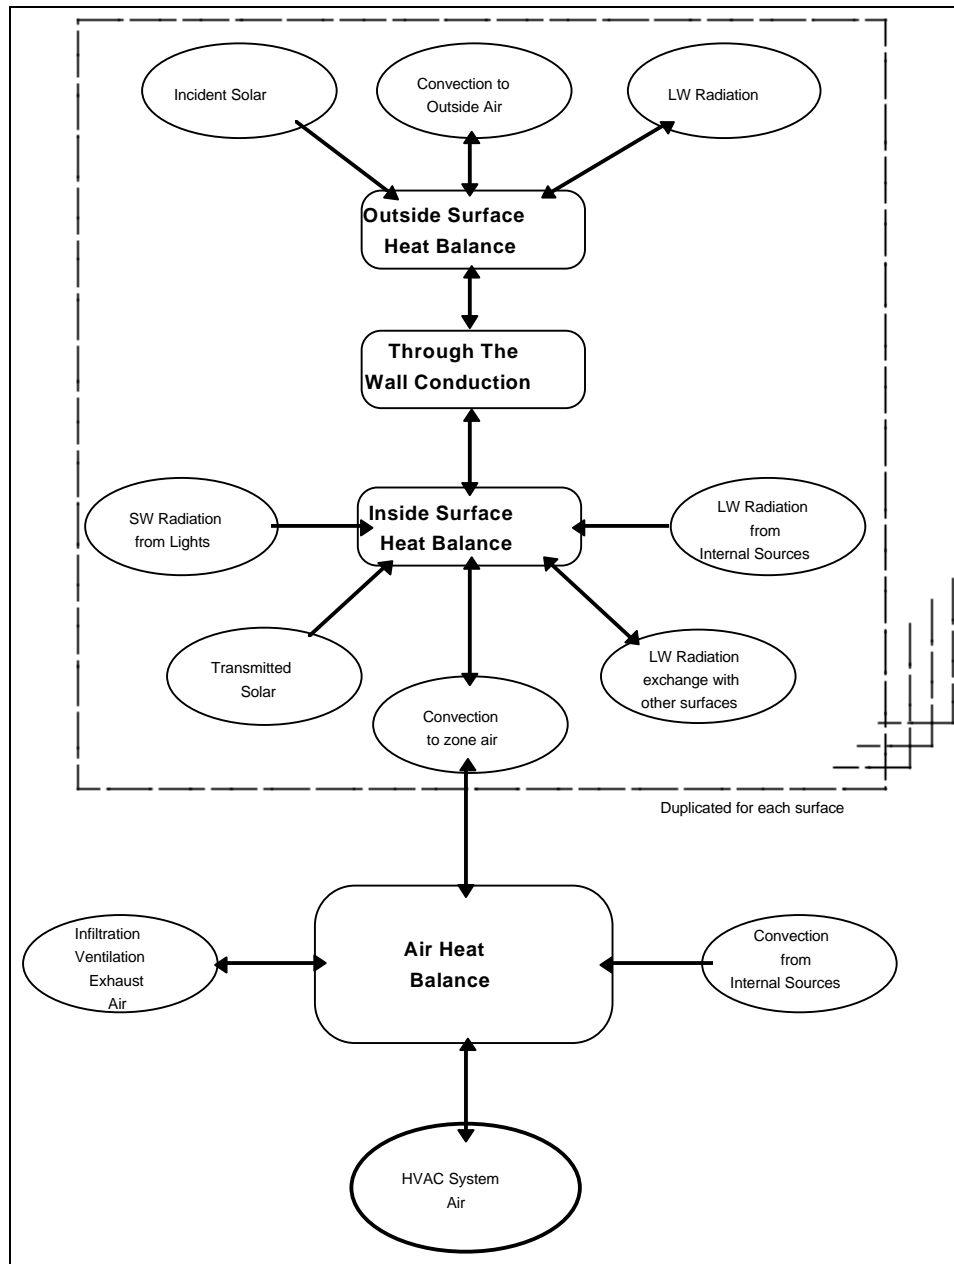 Incident Solar
Convection to
Outside Air
LW Radiation
Outside Surface
Heat Balance
Through The
Wall Conduction
SW Radiation
from Lights
Inside Surface
Heat Balance
LW Radiation
from
Internal Sources
Transmitted
Solar
Convection
to zone air
LW Radiation
exchange with
other surfaces
Duplicated for each surface
Infiltration
Ventilation
Exhaust
Air
Air Heat
Balance
Convection
from
Internal Sources
HVAC System
Air